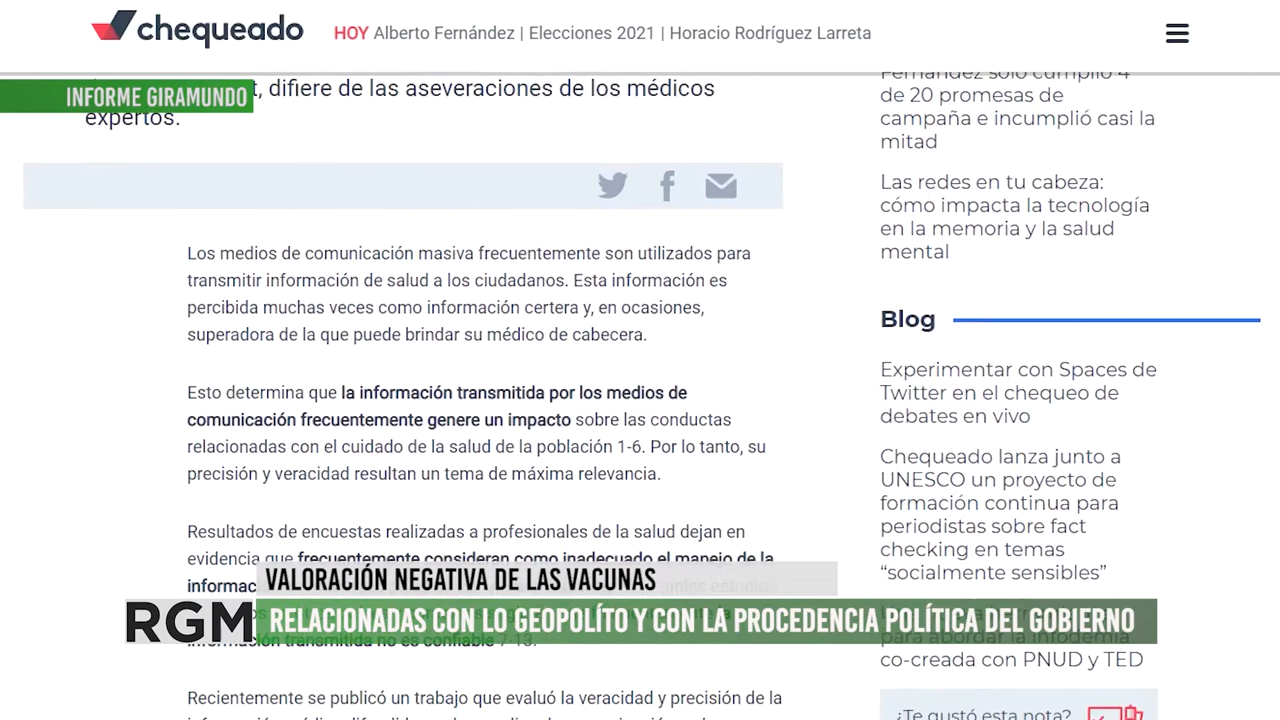 chequeado
HOY Alberto Fernández | Elecciones 2021 | Horacio Rodríguez Larreta
INFORME GIRAMUNDO
t, difiere de las aseveraciones de los médicos
expertos.
Los medios de comunicación masiva frecuentemente son utilizados para
transmitir información de salud a los ciudadanos. Esta información es
percibida muchas veces como información certera y, en ocasiones,
superadora de la que puede brindar su médico de cabecera.
Esto determina que la información transmitida por los medios de
comunicación frecuentemente genere un impacto sobre las conductas
relacionadas con el cuidado de la salud de la población 1-6. Por lo tanto, su
precisión y veracidad resultan un tema de máxima relevancia.
Resultados de encuestas realizadas a profesionales de la salud dejan en
evidencia que frecuentemente consideran como inadecuado el manejo de la
informac
información transmitida no es confiable 7-13.
Recientemente se publicó un trabajo que evaluó la veracidad y precisión de la
Fernández solo cumplió 4
de 20 promesas de
campaña e incumplió casi la
mitad
Las redes en tu cabeza:
cómo impacta la tecnología
en la memoria y la salud
mental
Blog
Experimentar con Spaces de
Twitter en el chequeo de
debates en vivo
Chequeado lanza junto a
UNESCO un proyecto de
formación continua para
periodistas sobre fact
checking en temas
“socialmente sensibles”
para abordar la infodemia
co-creada con PNUD y TED
¿Te gustó esta nota?
VALORACIÓN NEGATIVA DE LAS VACUNAS
RGM
RELACIONADAS CON LO GEOPOLÍTO Y CON LA PROCEDENCIA POLÍTICA DEL GOBIERNO